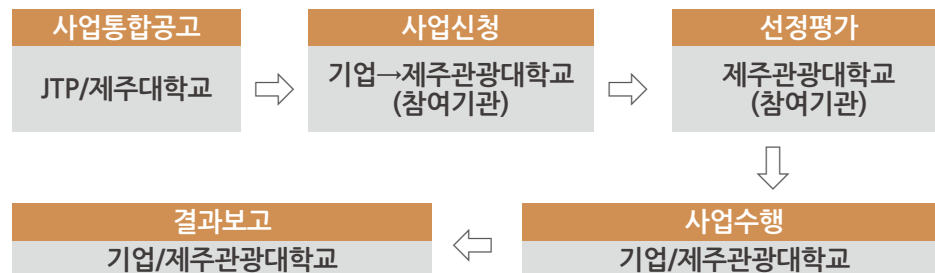 사업통합공고
JTP/제주대학교
사업신청
기업→제주관광대학교
(참여기관)
선정평가
제주관광대학교
(참여기관)
사업수행
기업/제주관광대학교
결과보고
기업/제주관광대학교